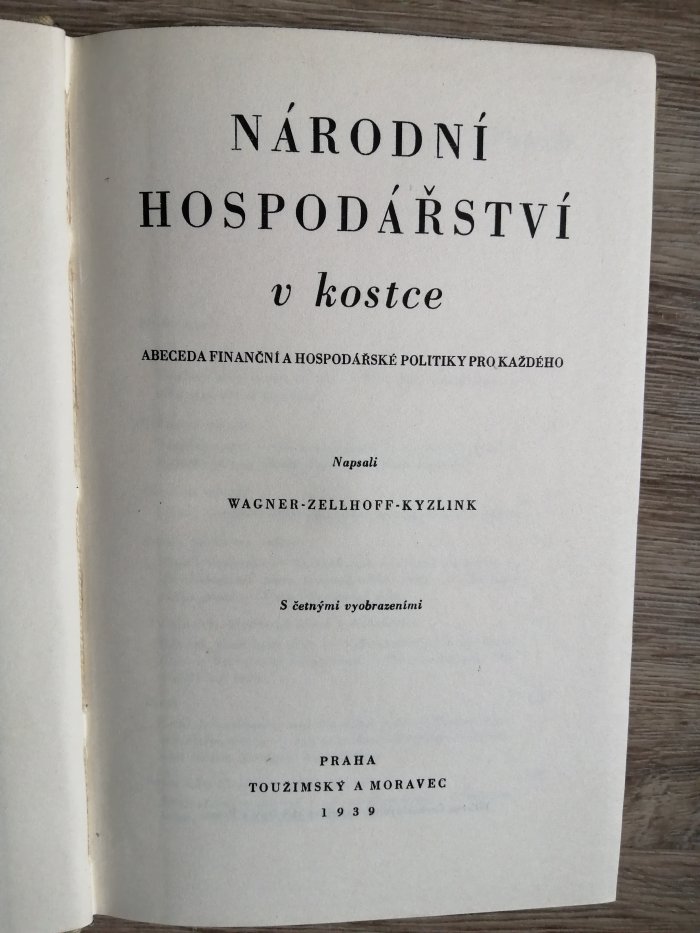 NÁRODNÍ
HOSPODÁŘSTVÍ
v kostce
ABECEDA FINANČNÍ A HOSPODÁŘSKÉ POLITIKY PRO KAŽDÉHO
Napsali
WAGNER-ZELLHOFF-KYZLINK
S četnými vyobrazeními
PRAHA
TOUŽIMSKÝ A MORAVEC
1939